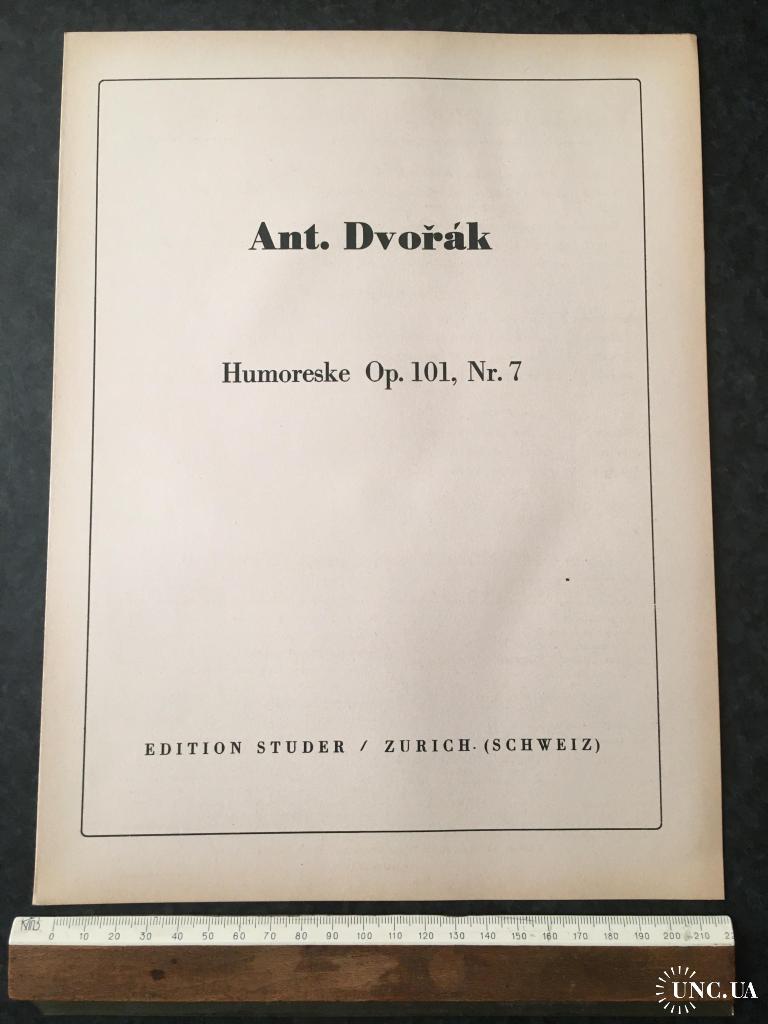 Ant. Dvořák
Humoreske Op. 101, Nr. 7
EDITION STUDER / ZURICH. (SCHWEIZ)
0 10 20 30 40 50 60 70 80 90 100 110 120 130 140 150 160 170 180 190 200 210
UNC.UA